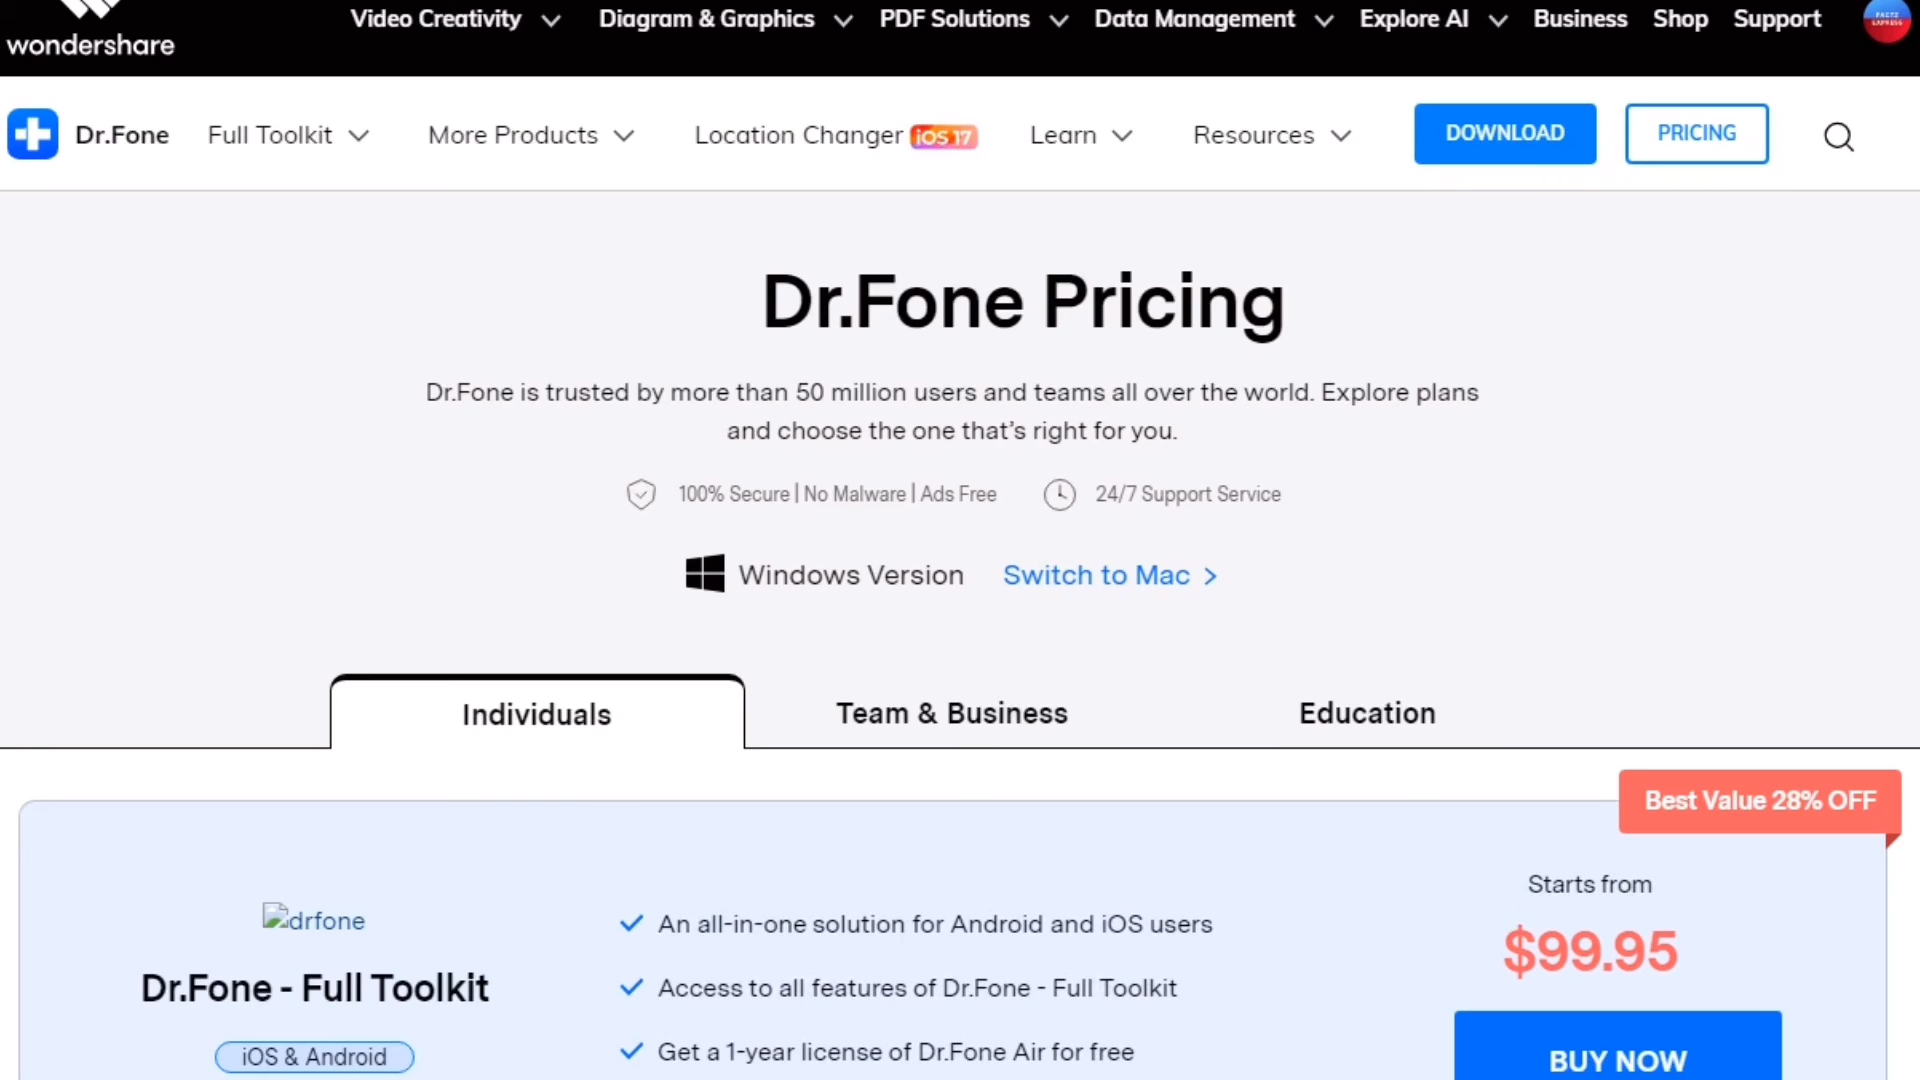 Video Creativity Diagram & Graphics PDF Solutions Data Management Explore AI Business Shop Support
wondershare
FACTZ
EXPRESS
Dr.Fone Full Toolkit More Products Location Changer iOS 17 Learn Resources DOWNLOAD PRICING
Dr.Fone Pricing
Dr.Fone is trusted by more than 50 million users and teams all over the world. Explore plans
and choose the one that's right for you.
100% Secure | No Malware | Ads Free 24/7 Support Service
Windows Version Switch to Mac >
Individuals Team & Business Education
Best Value 28% OFF
Starts from
drfone
An all-in-one solution for Android and iOS users
$99.95
Dr.Fone - Full Toolkit
Access to all features of Dr.Fone - Full Toolkit
iOS & Android
Get a 1-year license of Dr.Fone Air for free
BUY NOW